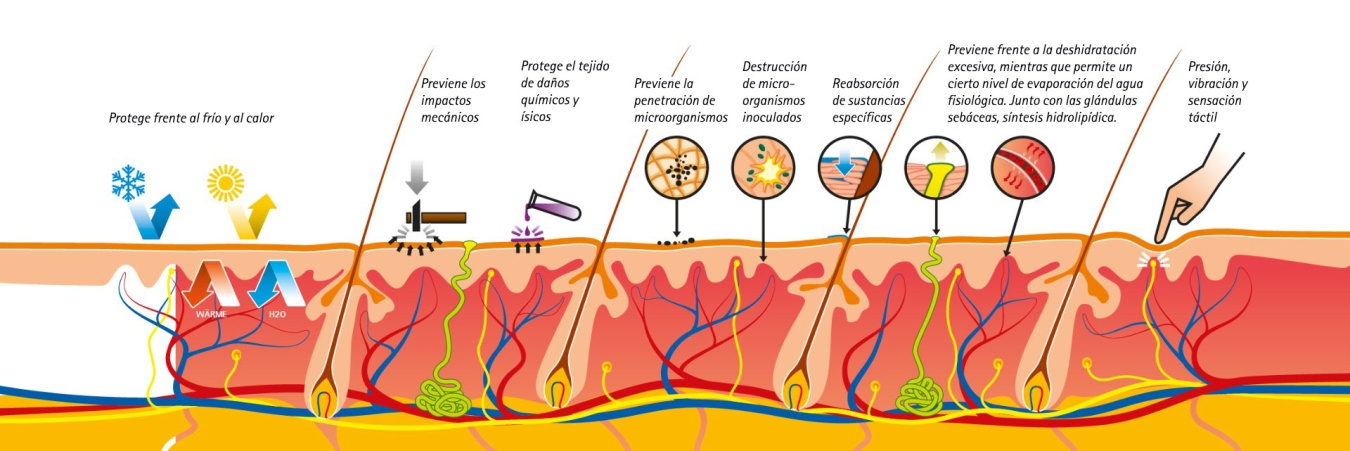 Protege frente al frío y al calor
Previene los
impactos
mecánicos
Protege el tejido
de daños
químicos y
ísicos
Previene la
penetración de
microorganismos
Destrucción
de micro-
organismos
inoculados
Reabsorción
de sustancias
específicas
Previene frente a la deshidratación
excesiva, mientras que permite un
cierto nivel de evaporación del agua
fisiológica. Junto con las glándulas
sebáceas, síntesis hidrolipídica.
Presión,
vibración y
sensación
táctil
WÄRME
H2O